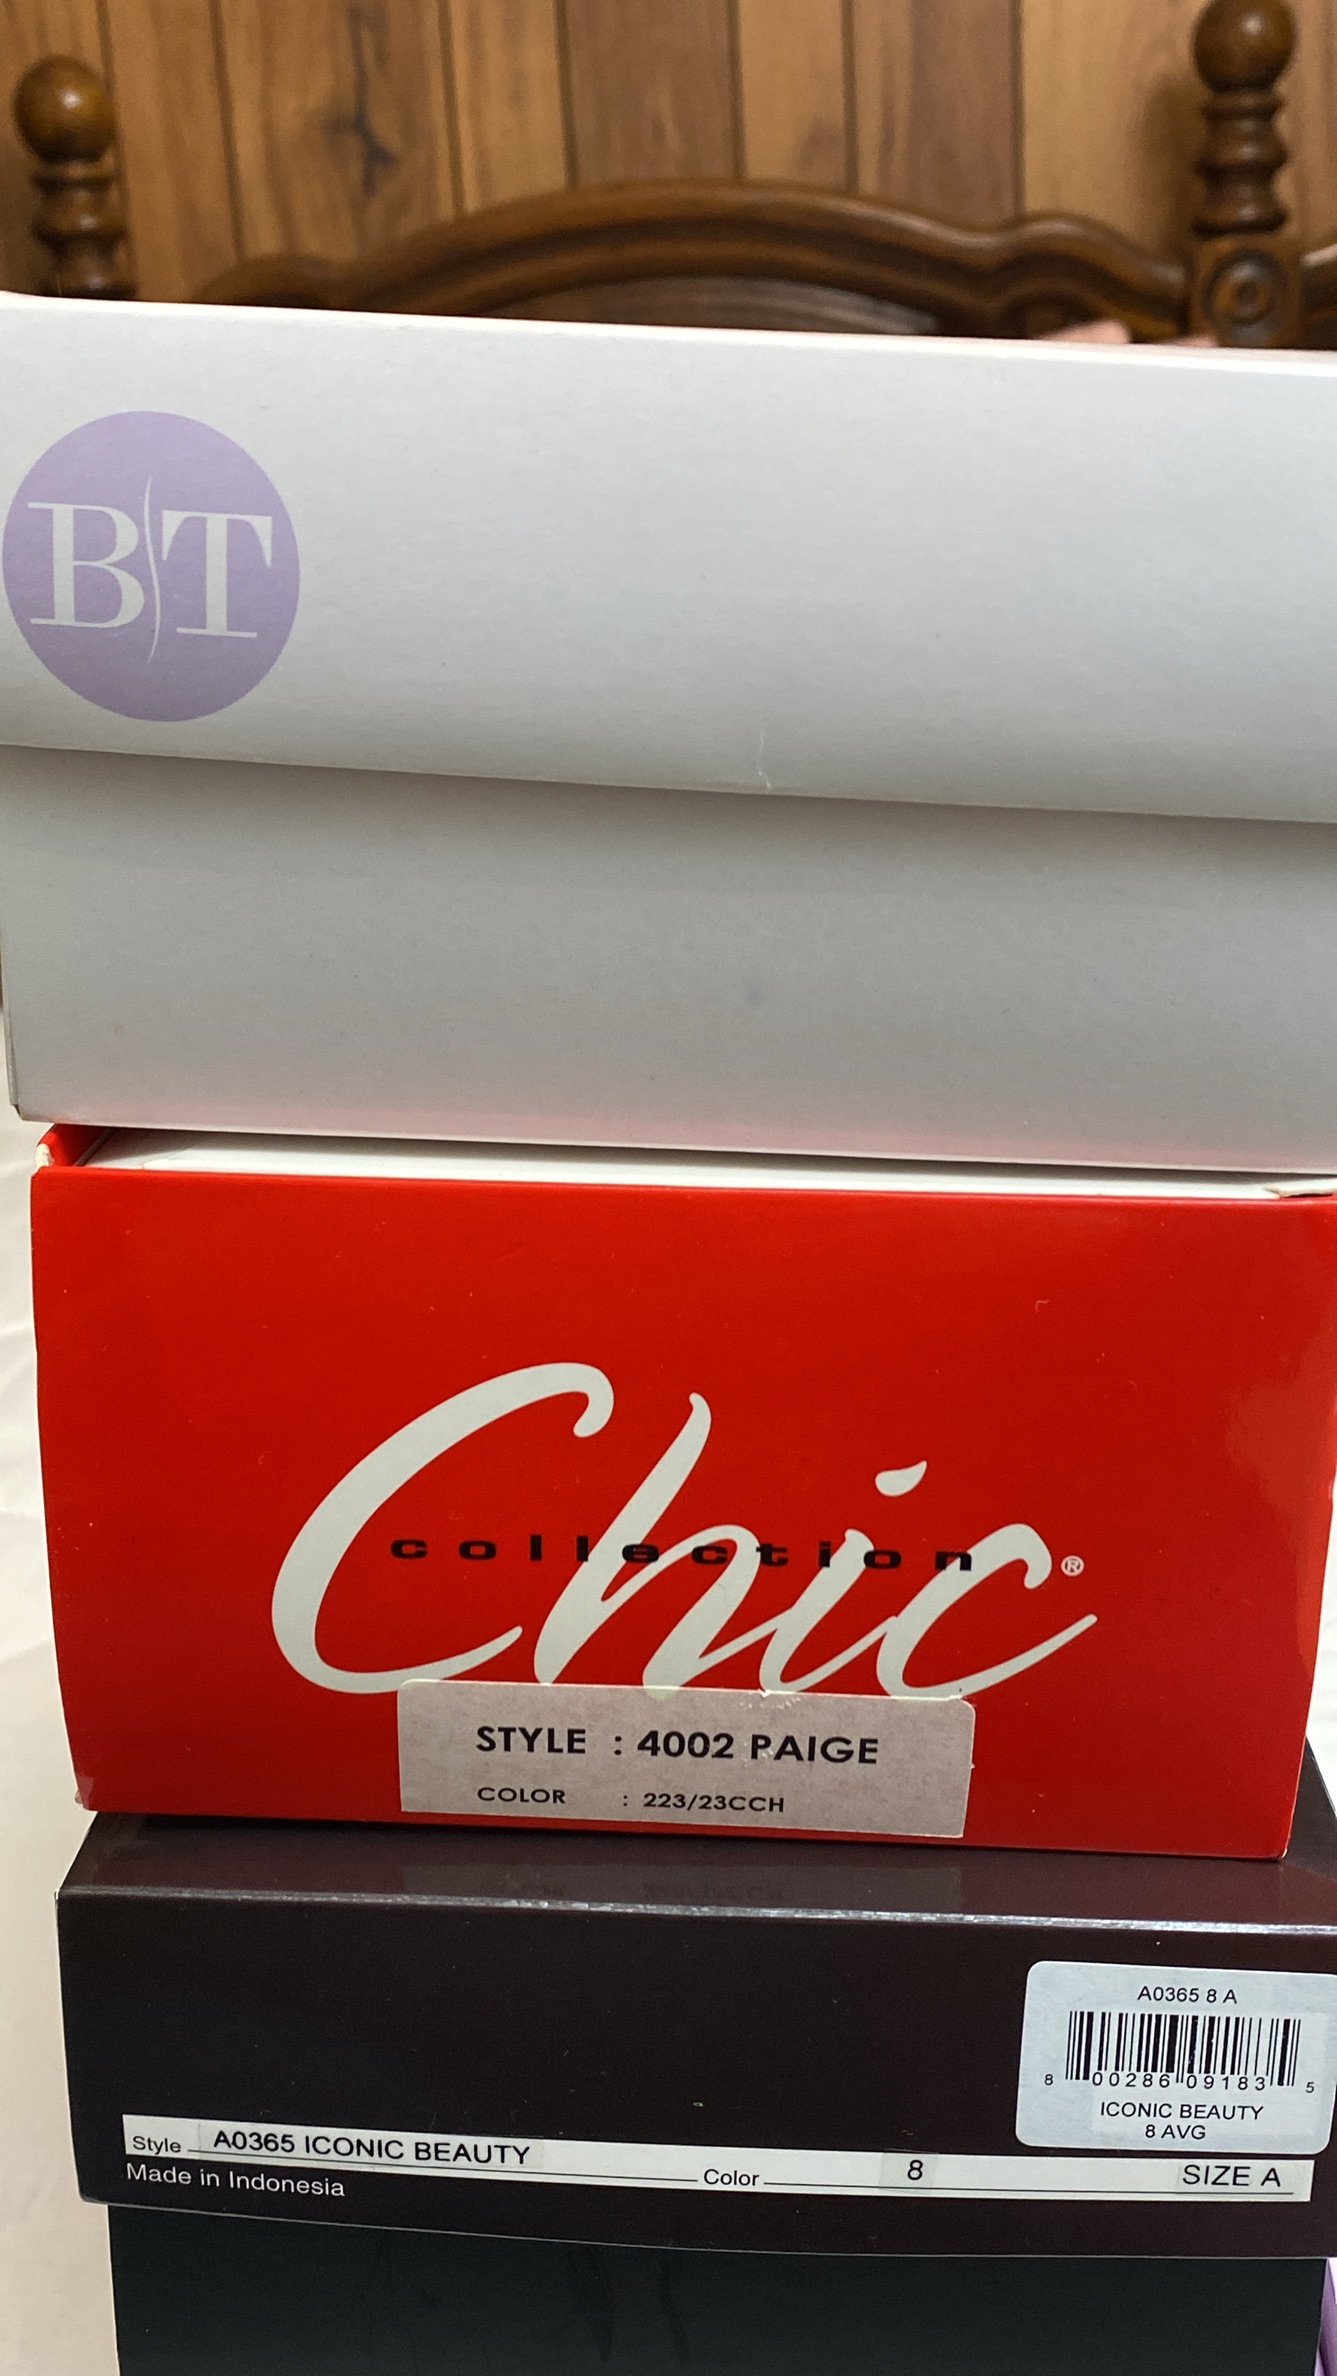 BT
Chic
collection®
STYLE : 4002 PAIGE
COLOR : 223/23CCH
A0365 8 A
8 00286 09183 5
ICONIC BEAUTY
8 AVG
Style A0365 ICONIC BEAUTY Color 8 SIZE A
Made in Indonesia